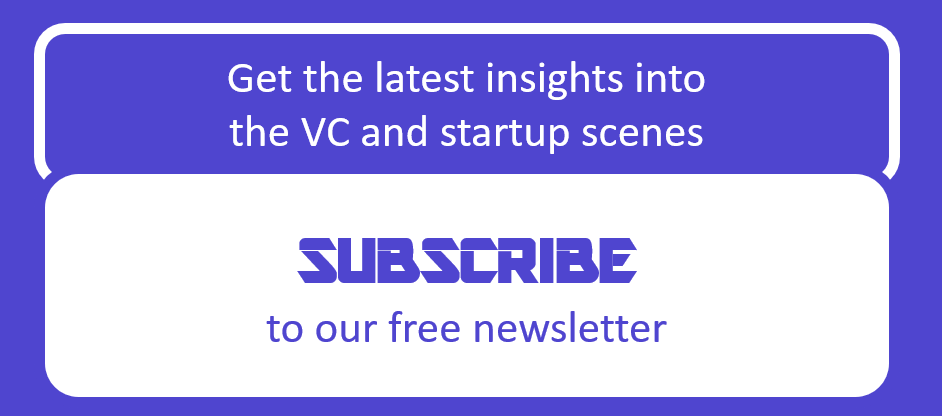 Get the latest insights into
the VC and startup scenes
SUBSCRIBE
to our free newsletter